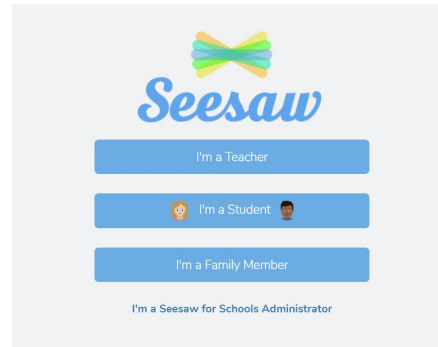 Seesaw
I'm a Teacher
I'm a Student
I'm a Family Member
I'm a Seesaw for Schools Administrator